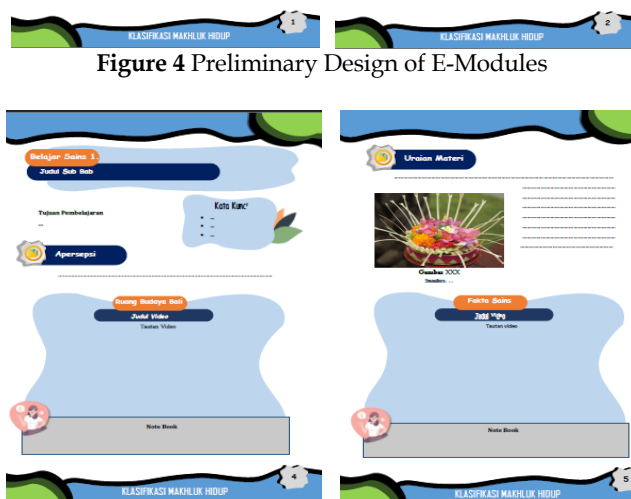 1
KLASIFIKASI MAKHLUK HIDUP
2
KLASIFIKASI MAKHLUK HIDUP
Figure 4 Preliminary Design of E-Modules
Belajar Sains 1.
Judul Sub Bab
Tujuan Pembelajaran
...
Kata Kunci
• ...
• ...
• ...
Apersepsi
Ruang Budaya Bali
Judul Video
Tautan Video
Note Book
KLASIFIKASI MAKHLUK HIDUP
4
Uraian Materi
Gambar XXX
Sumber: ...
Fakta Sains
Judul Video
Tautan video
Note Book
KLASIFIKASI MAKHLUK HIDUP
5